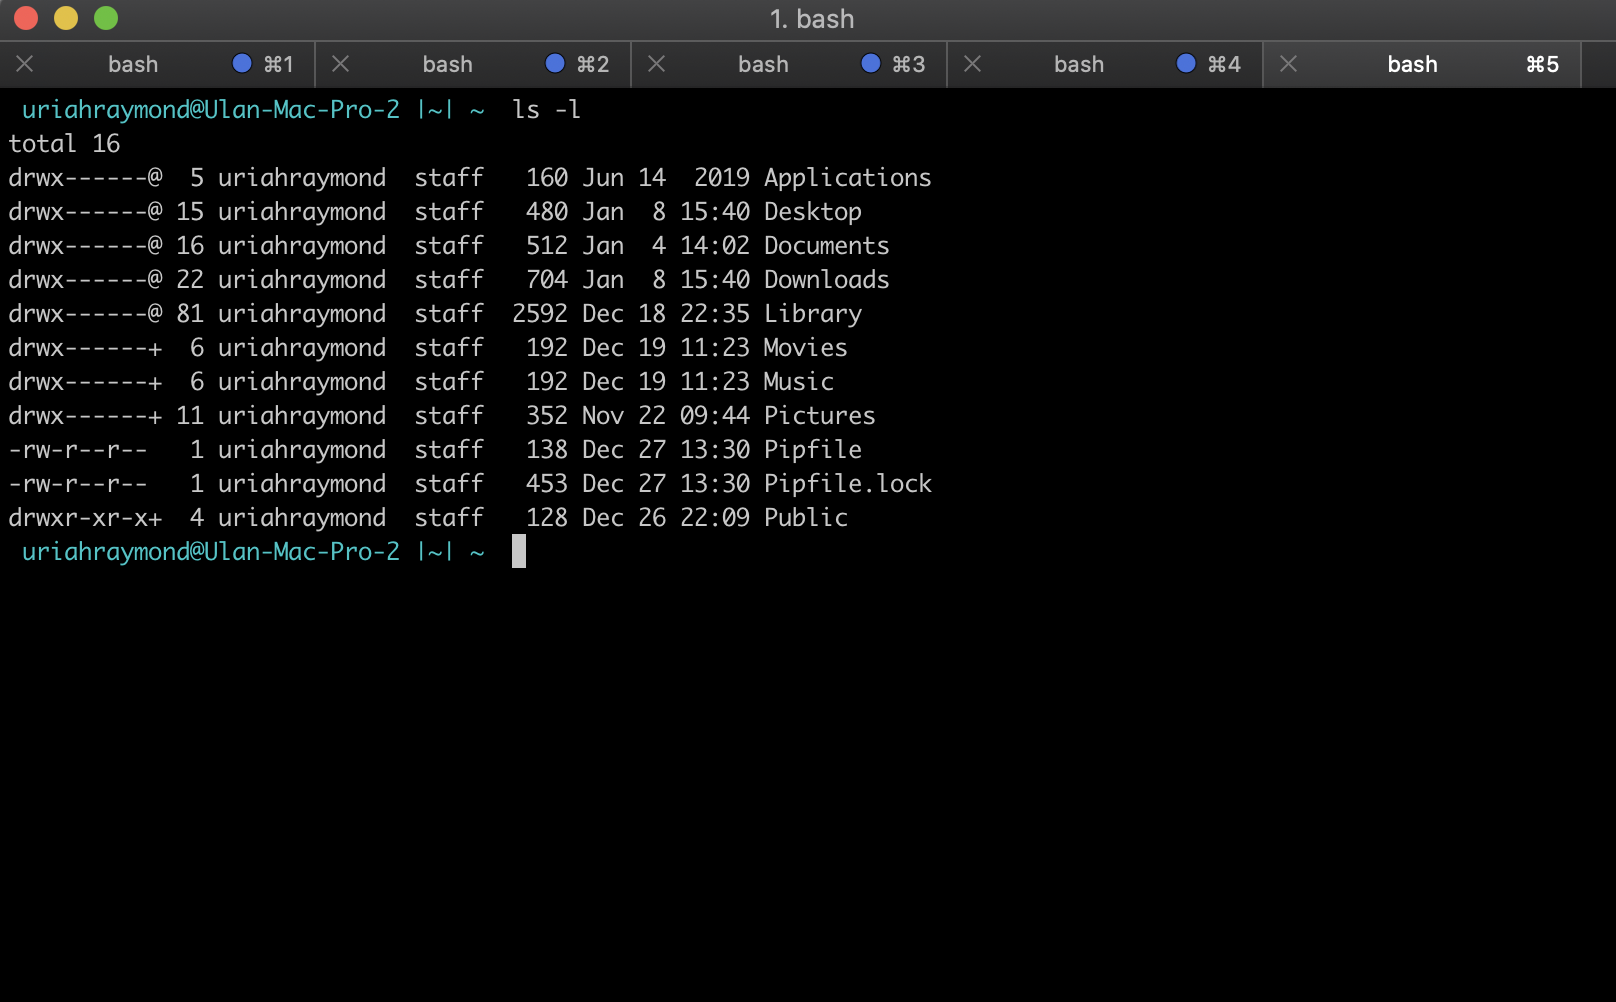 1. bash
bash ⌘1 bash ⌘2 bash ⌘3 bash ⌘4 bash ⌘5
uriahraymond@Ulan-Mac-Pro-2 |~| ~  ls -l
total 16
drwx------@  5 uriahraymond  staff   160 Jun 14  2019 Applications
drwx------@ 15 uriahraymond  staff   480 Jan  8 15:40 Desktop
drwx------@ 16 uriahraymond  staff   512 Jan  4 14:02 Documents
drwx------@ 22 uriahraymond  staff   704 Jan  8 15:40 Downloads
drwx------@ 81 uriahraymond  staff  2592 Dec 18 22:35 Library
drwx------+  6 uriahraymond  staff   192 Dec 19 11:23 Movies
drwx------+  6 uriahraymond  staff   192 Dec 19 11:23 Music
drwx------+ 11 uriahraymond  staff   352 Nov 22 09:44 Pictures
-rw-r--r--   1 uriahraymond  staff   138 Dec 27 13:30 Pipfile
-rw-r--r--   1 uriahraymond  staff   453 Dec 27 13:30 Pipfile.lock
drwxr-xr-x+  4 uriahraymond  staff   128 Dec 26 22:09 Public
uriahraymond@Ulan-Mac-Pro-2 |~| ~